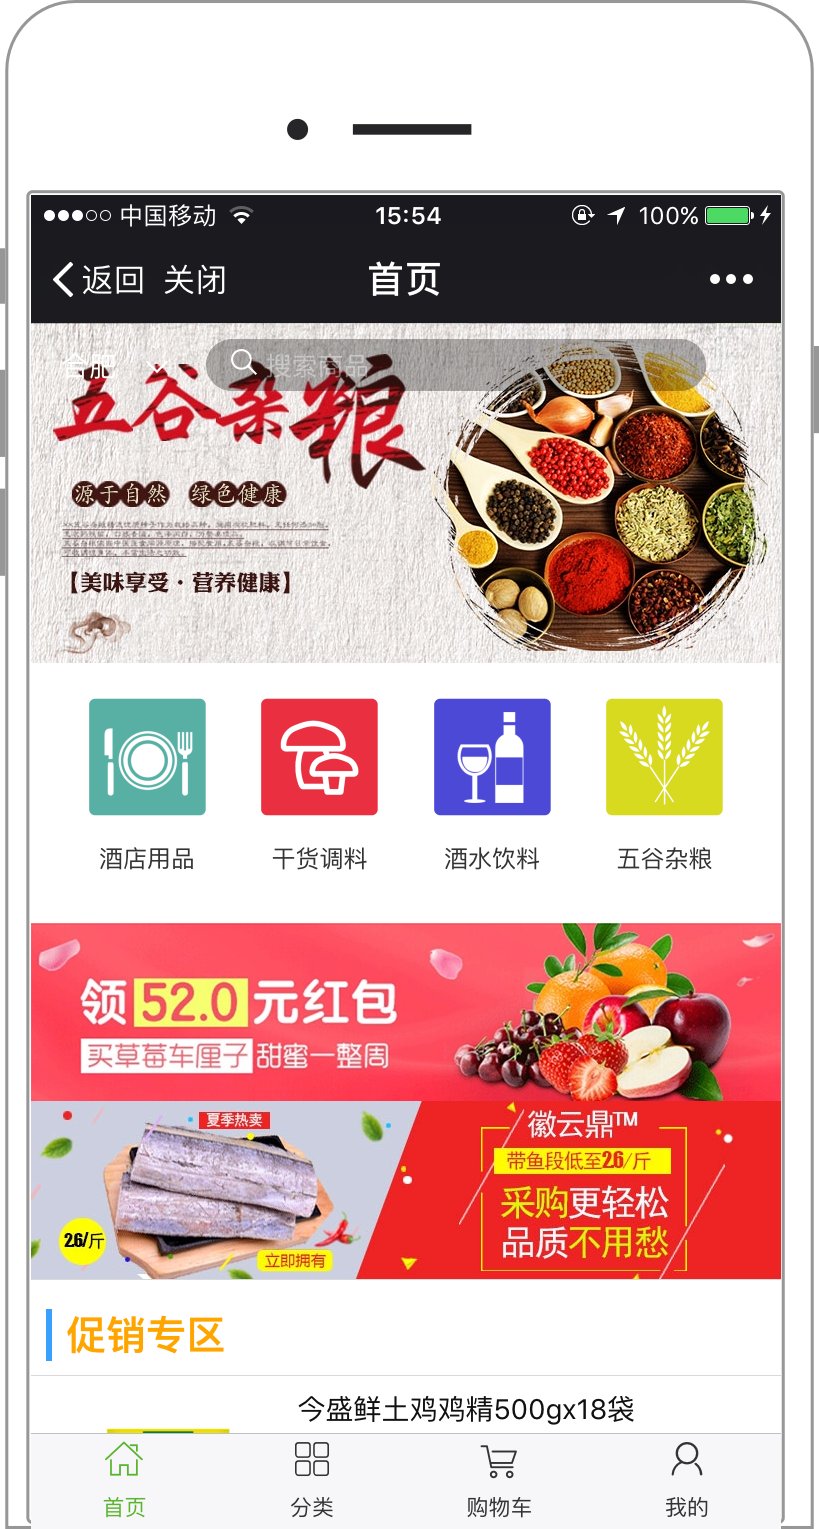 中国移动 15:54 100%
返回 关闭 首页
合肥 搜索商品
五谷杂粮
源于自然 绿色健康
【美味享受·营养健康】
酒店用品 干货调料 酒水饮料 五谷杂粮
领52.0元红包
买草莓车厘子甜蜜一整周
夏季热卖
2.6/斤
立即拥有
徽云鼎™
带鱼段低至2.6/斤
采购更轻松
品质不用愁
促销专区
今盛鲜土鸡鸡精500gx18袋
首页 分类 购物车 我的